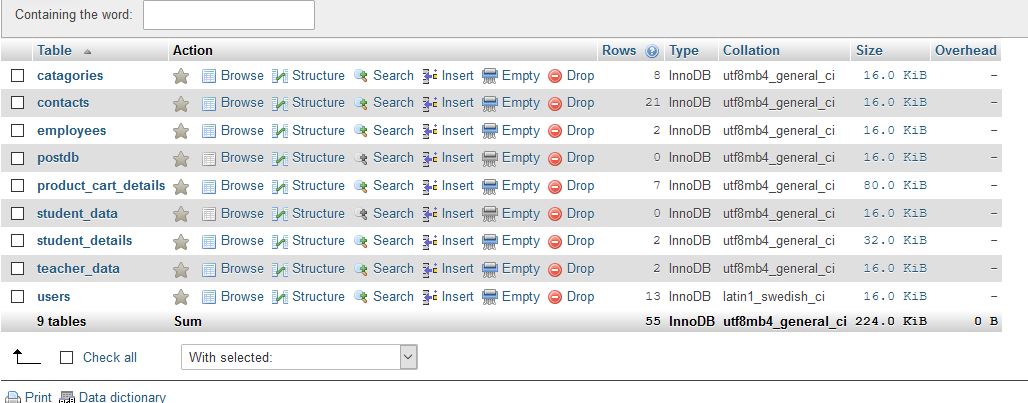 Containing the word:
Table Action Rows Type Collation Size Overhead
catagories Browse Structure Search Insert Empty Drop 8 InnoDB utf8mb4_general_ci 16.0 KiB -
contacts Browse Structure Search Insert Empty Drop 21 InnoDB utf8mb4_general_ci 16.0 KiB -
employees Browse Structure Search Insert Empty Drop 2 InnoDB utf8mb4_general_ci 16.0 KiB -
postdb Browse Structure Search Insert Empty Drop 0 InnoDB utf8mb4_general_ci 16.0 KiB -
product_cart_details Browse Structure Search Insert Empty Drop 7 InnoDB utf8mb4_general_ci 80.0 KiB -
student_data Browse Structure Search Insert Empty Drop 0 InnoDB utf8mb4_general_ci 16.0 KiB -
student_details Browse Structure Search Insert Empty Drop 2 InnoDB utf8mb4_general_ci 32.0 KiB -
teacher_data Browse Structure Search Insert Empty Drop 2 InnoDB utf8mb4_general_ci 16.0 KiB -
users Browse Structure Search Insert Empty Drop 13 InnoDB latin1_swedish_ci 16.0 KiB -
9 tables Sum 55 InnoDB utf8mb4_general_ci 224.0 KiB 0 B
Check all With selected:
Print Data dictionary